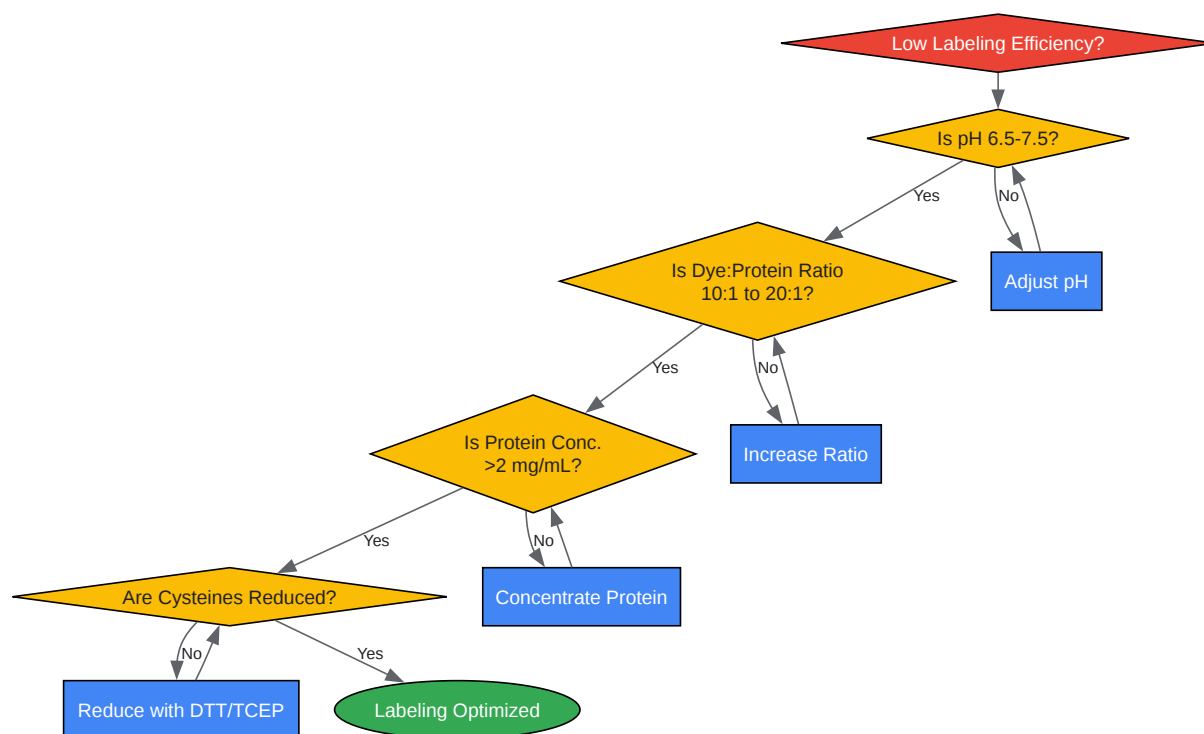 Low Labeling Efficiency?
Is pH 6.5-7.5?
Yes
No
Is Dye:Protein Ratio
10:1 to 20:1?
Adjust pH
Yes
No
Is Protein Conc.
>2 mg/mL?
Increase Ratio
Yes
No
Are Cysteines Reduced?
Concentrate Protein
No
Yes
Reduce with DTT/TCEP
Labeling Optimized